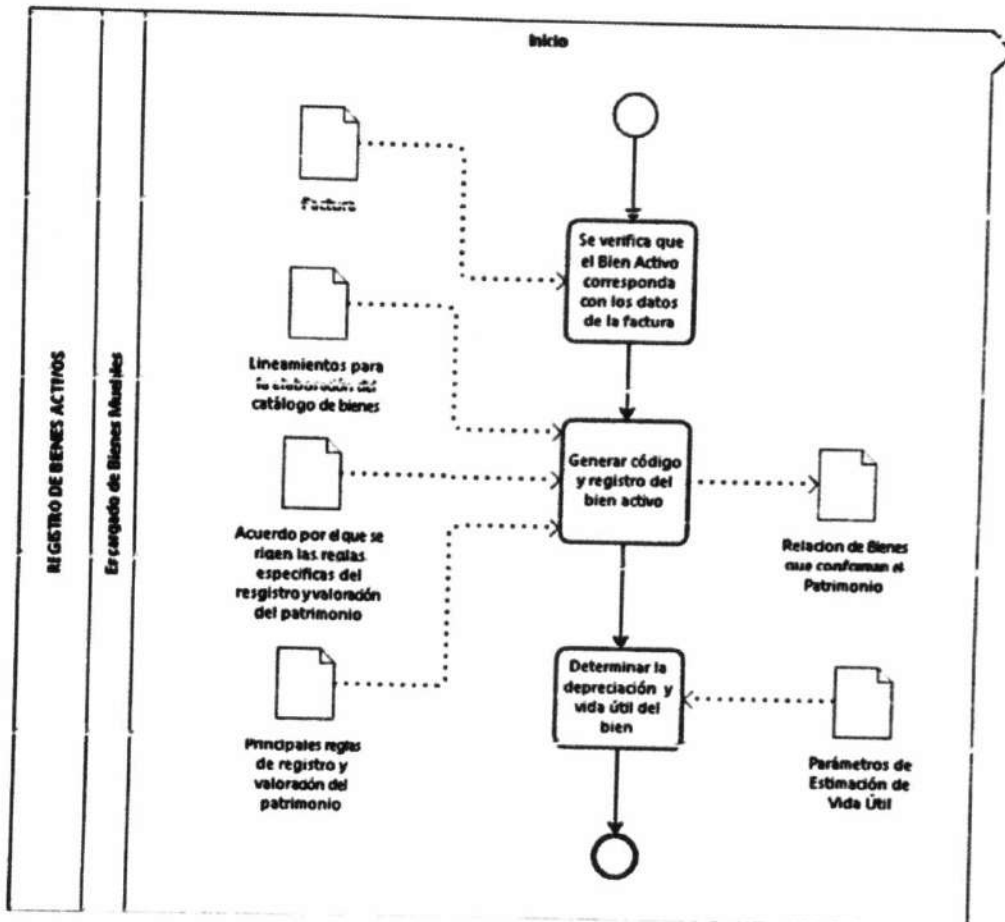 Inicio
Factura
Se verifica que
el Bien Activo
corresponda
con los datos
de la factura
Lineamientos para
la elaboración del
catálogo de bienes
Generar código
y registro del
bien activo
Acuerdo por el que se
rigen las reglas
especificas del
resgistro y valoración
del patrimonio
Relacion de Bienes
que conforman el
Patrimonio
Determinar la
depreciación y
vida útil del
bien
Principales reglas
de registro y
valoración del
patrimonio
Parámetros de
Estimación de
Vida Útil
REGISTRO DE BIENES ACTIVOS
Encargado de Bienes Muebles